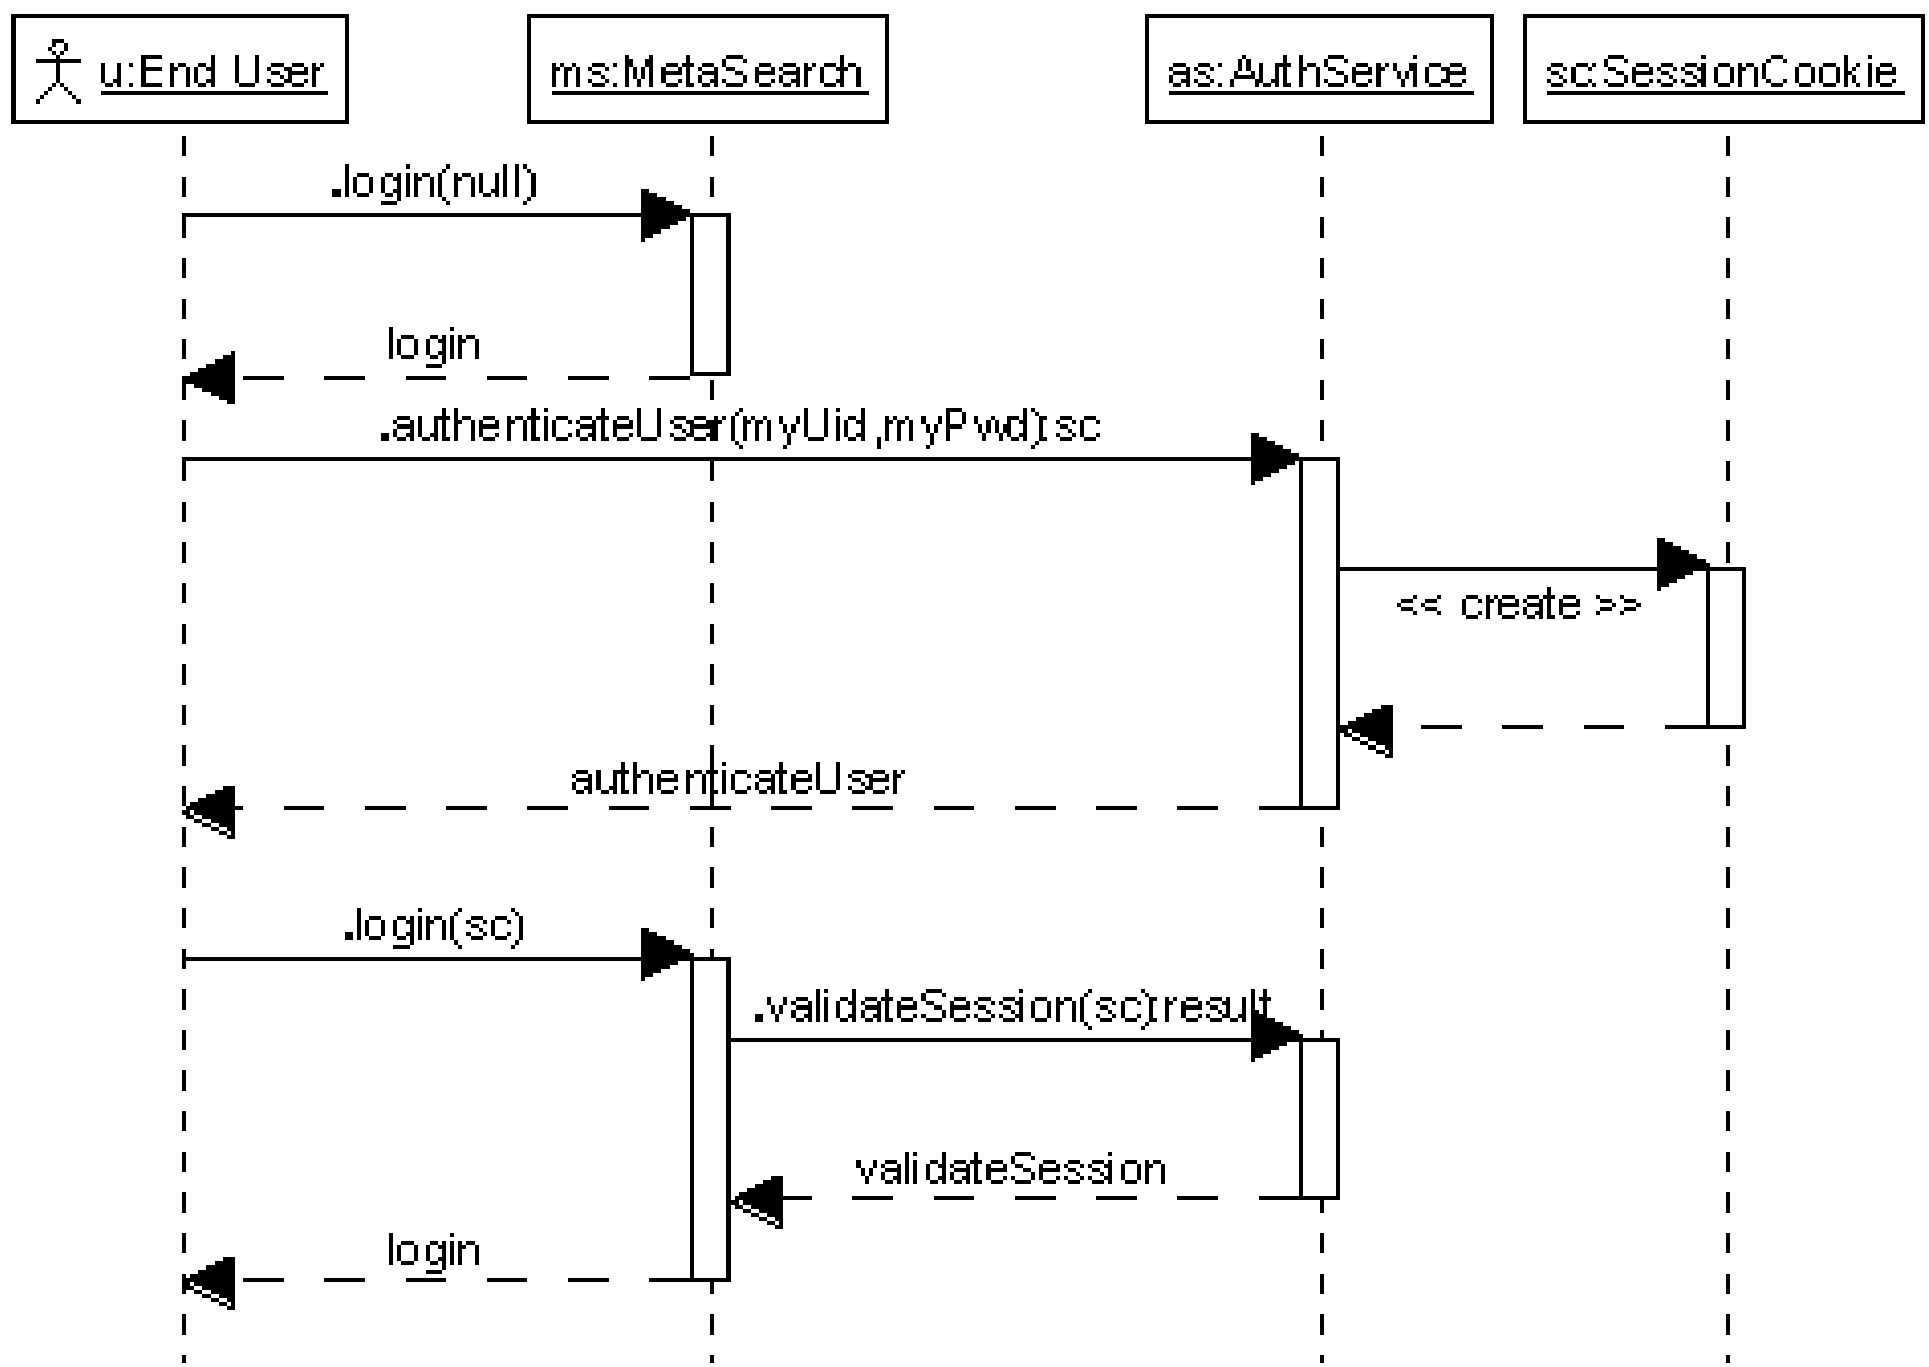 u:End User
ms:MetaSearch
as:AuthService
sc:SessionCookie
.login(null)
login
.authenticateUser(myUid,myPwd):sc
<< create >>
authenticateUser
.login(sc)
.validateSession(sc):result
validateSession
login